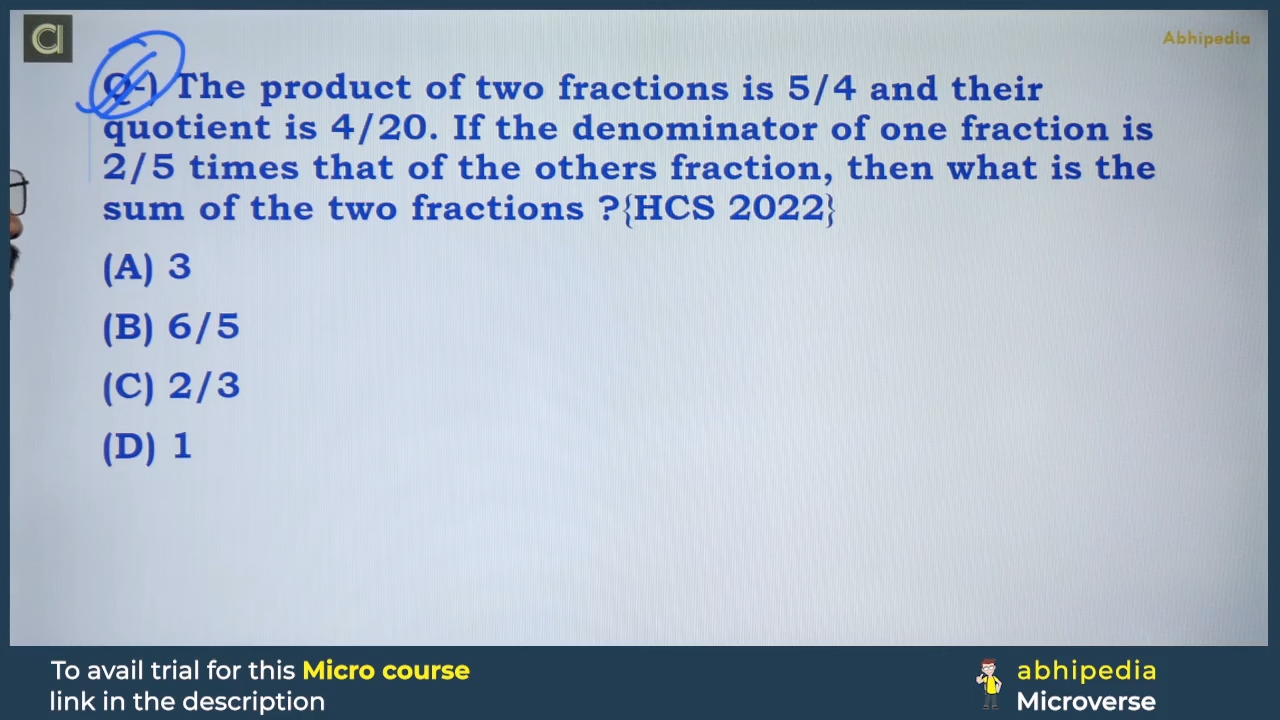 Abhipedia
Q-) The product of two fractions is 5/4 and their
quotient is 4/20. If the denominator of one fraction is
2/5 times that of the others fraction, then what is the
sum of the two fractions ?{HCS 2022}
(A) 3
(B) 6/5
(C) 2/3
(D) 1
To avail trial for this Micro course
link in the description
abhipedia
Microverse